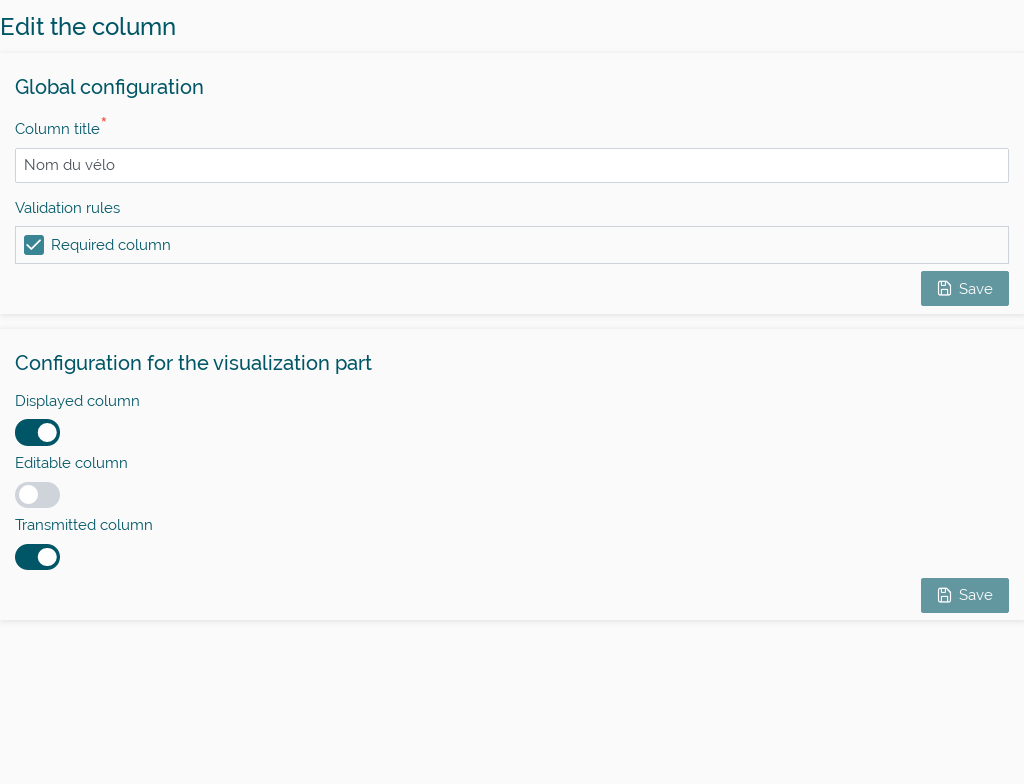 Edit the column
Global configuration
Column title*
Nom du vélo
Validation rules
Required column
Save
Configuration for the visualization part
Displayed column
Editable column
Transmitted column
Save